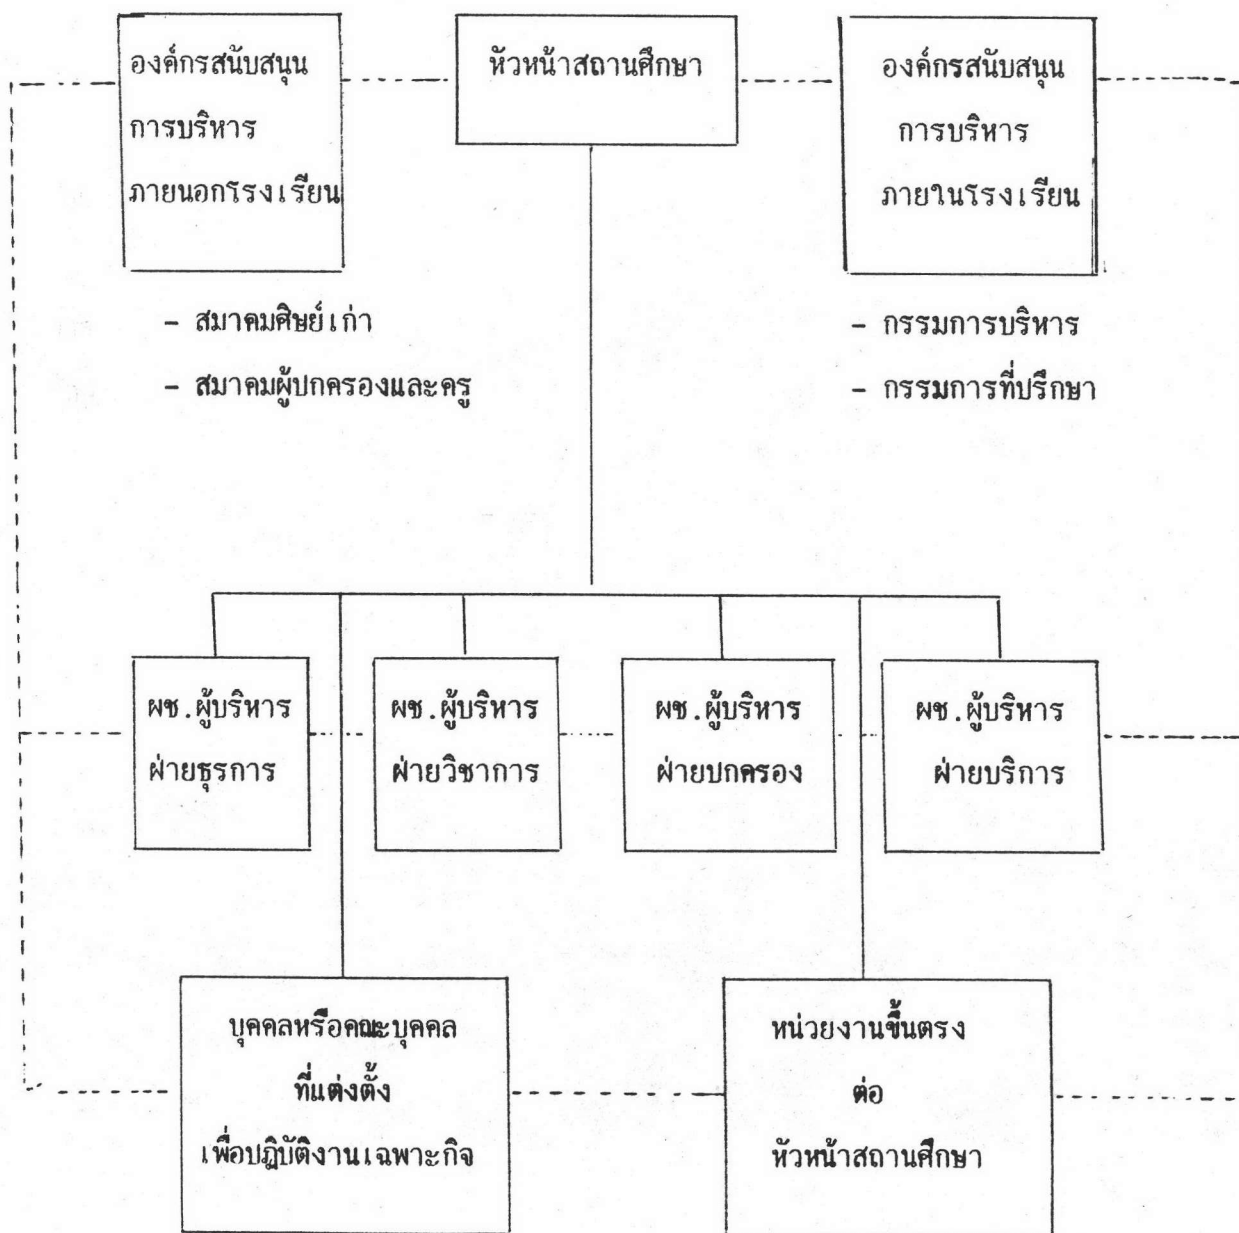 องค์กรสนับสนุน
การบริหาร
ภายนอกโรงเรียน
หัวหน้าสถานศึกษา
องค์กรสนับสนุน
การบริหาร
ภายในโรงเรียน
- สมาคมศิษย์เก่า
- สมาคมผู้ปกครองและครู
- กรรมการบริหาร
- กรรมการที่ปรึกษา
ผช.ผู้บริหาร
ฝ่ายธุรการ
ผช.ผู้บริหาร
ฝ่ายวิชาการ
ผช.ผู้บริหาร
ฝ่ายปกครอง
ผช.ผู้บริหาร
ฝ่ายบริการ
บุคคลหรือคณะบุคคล
ที่แต่งตั้ง
เพื่อปฏิบัติงานเฉพาะกิจ
หน่วยงานขึ้นตรง
ต่อ
หัวหน้าสถานศึกษา